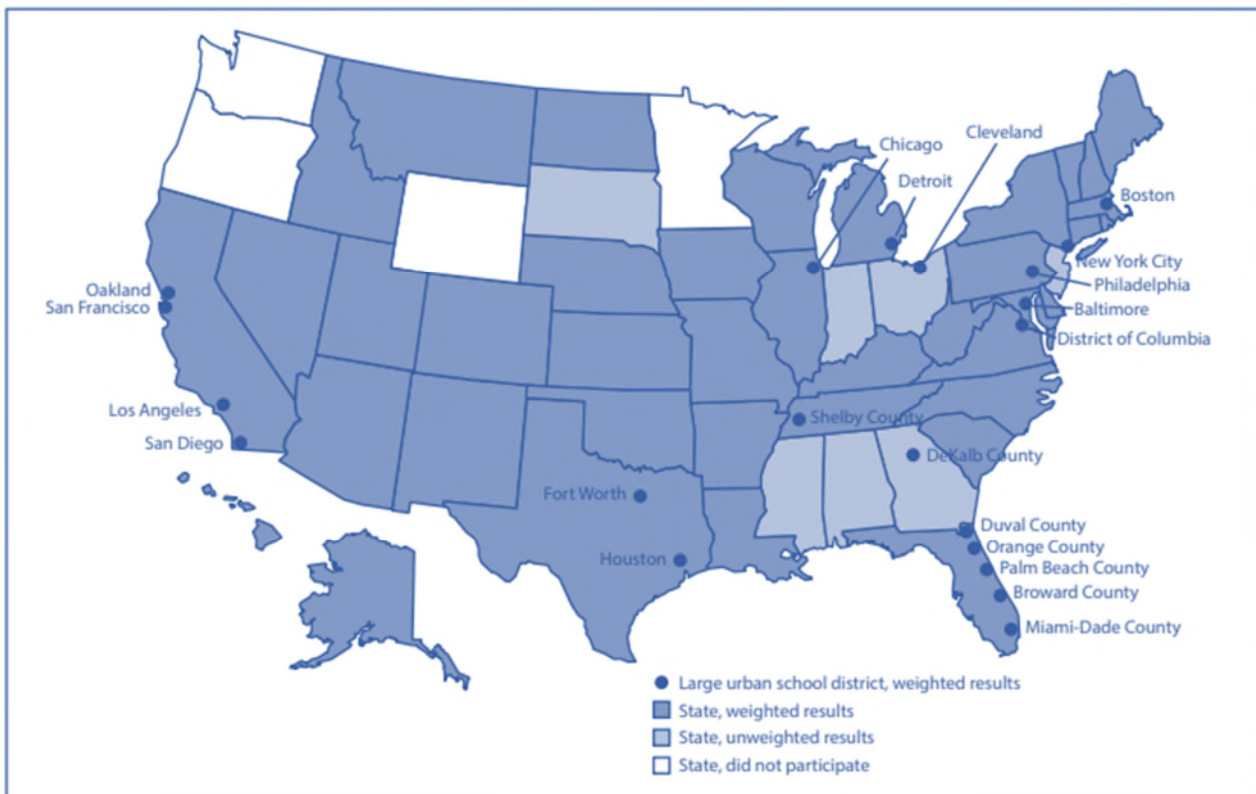 Cleveland
Chicago
Detroit
Boston
New York City
Philadelphia
Baltimore
District of Columbia
Oakland
San Francisco
Los Angeles
San Diego
Shelby County
DeKalb County
Fort Worth
Houston
Duval County
Orange County
Palm Beach County
Broward County
Miami-Dade County
Large urban school district, weighted results
State, weighted results
State, unweighted results
State, did not participate